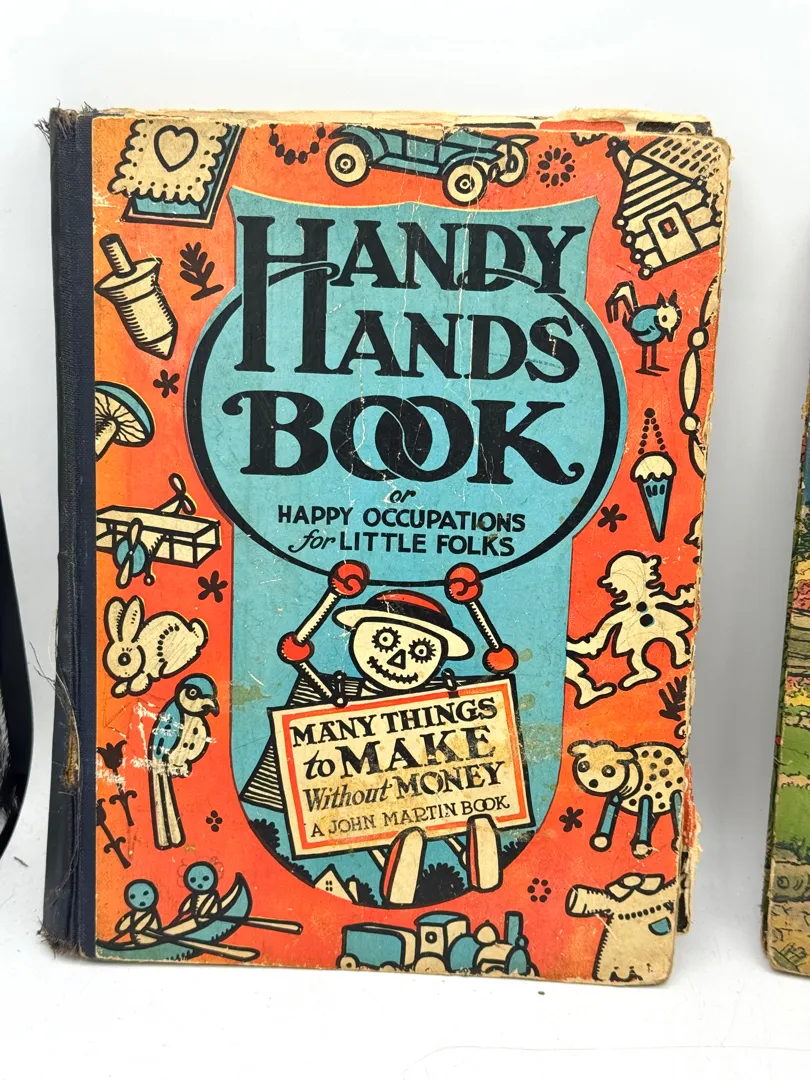 HANDY
HANDS
BOOK
or
HAPPY OCCUPATIONS
for LITTLE FOLKS
MANY THINGS
to MAKE
Without MONEY
A JOHN MARTIN BOOK